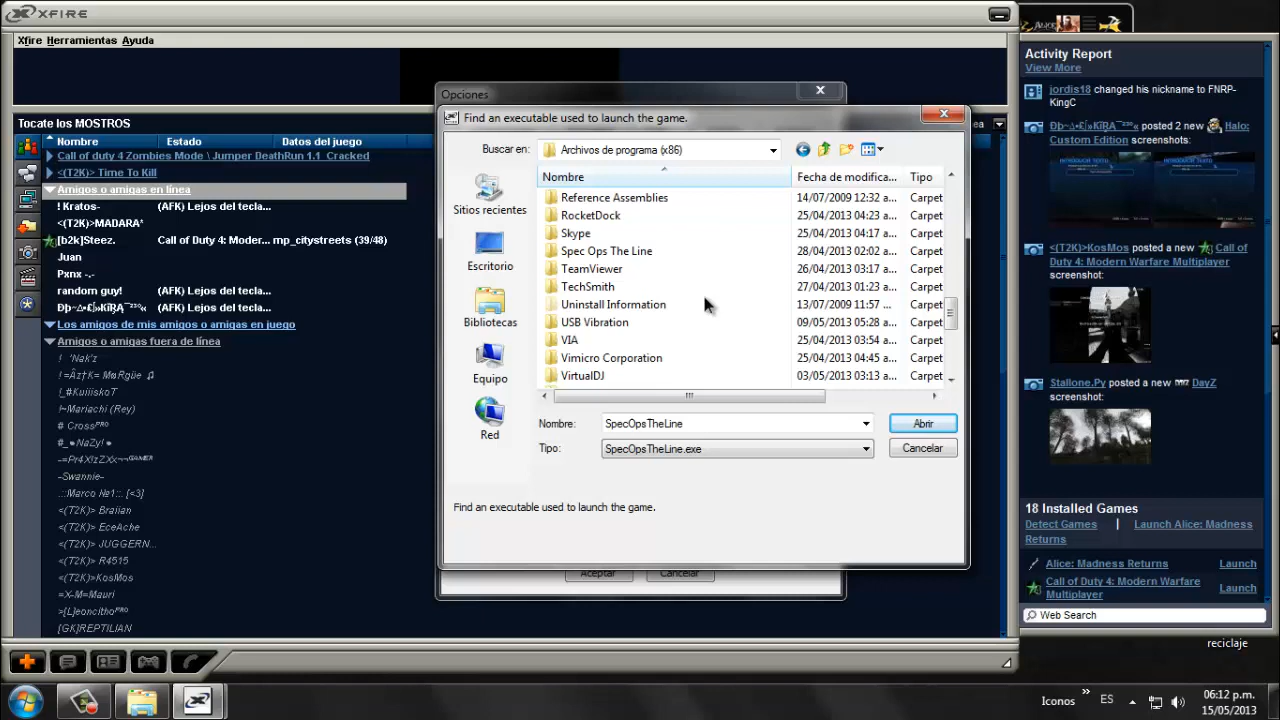 XFIRE
Xfire Herramientas Ayuda
Tocate los MOSTROS
Nombre Estado Datos del juego
Call of duty 4 Zombies Mode \ Jumper DeathRun 1.1 Cracked
<(T2K)> Time To Kill
Amigos o amigas en línea
! Kratos- (AFK) Lejos del tecla...
<(T2K)>MADARA*
[b2k]Steez. Call of Duty 4: Moder... mp_citystreets (39/48)
Juan
Pxnx -.-
random guy! (AFK) Lejos del tecla...
(AFK) Lejos del tecla...
Los amigos de mis amigos o amigas en juego
Amigos o amigas fuera de línea
! 'Nak'z
! =Âz†K= MøRgüe ♫
!_#KuiiiskoT
!~Mariachi (Rey)
# Crossᴾᴿᴼ
#_●NaZy! ●
-Swannie-
.::Marco №1::. [<3]
<(T2K)> Braiian
<(T2K)> EceAche
<(T2K)> JUGGERN...
<(T2K)> R4515
<(T2K)>KosMos
=X-M=Mauri
>[L]eoncithoᴾᴿᴼ
[GK]REPTILIAN
Opciones
Find an executable used to launch the game.
Buscar en: Archivos de programa (x86)
Nombre Fecha de modifica... Tipo
Reference Assemblies 14/07/2009 12:32 a... Carpet
RocketDock 25/04/2013 04:23 a... Carpet
Skype 25/04/2013 04:17 a... Carpet
Spec Ops The Line 28/04/2013 02:02 a... Carpet
TeamViewer 26/04/2013 03:17 a... Carpet
TechSmith 27/04/2013 01:23 a... Carpet
Uninstall Information 13/07/2009 11:57 ... Carpet
USB Vibration 09/05/2013 05:28 a... Carpet
VIA 25/04/2013 03:54 a... Carpet
Vimicro Corporation 25/04/2013 04:45 a... Carpet
VirtualDJ 03/05/2013 03:13 a... Carpet
Sitios recientes
Escritorio
Bibliotecas
Equipo
Red
Nombre: SpecOpsTheLine Abrir
Tipo: SpecOpsTheLine.exe Cancelar
Find an executable used to launch the game.
Aceptar Cancelar
Activity Report
View More
jordis18 changed his nickname to FNRP-
KingC
posted 2 new Halo:
Custom Edition screenshots:
<(T2K)>KosMos posted a new Call of
Duty 4: Modern Warfare Multiplayer
screenshot:
Stallone.Py posted a new DayZ
screenshot:
18 Installed Games
Detect Games | Launch Alice: Madness
Returns
Alice: Madness Returns Launch
Call of Duty 4: Modern Warfare
Multiplayer Launch
Web Search
reciclaje
Iconos » ES 06:12 p.m.
15/05/2013